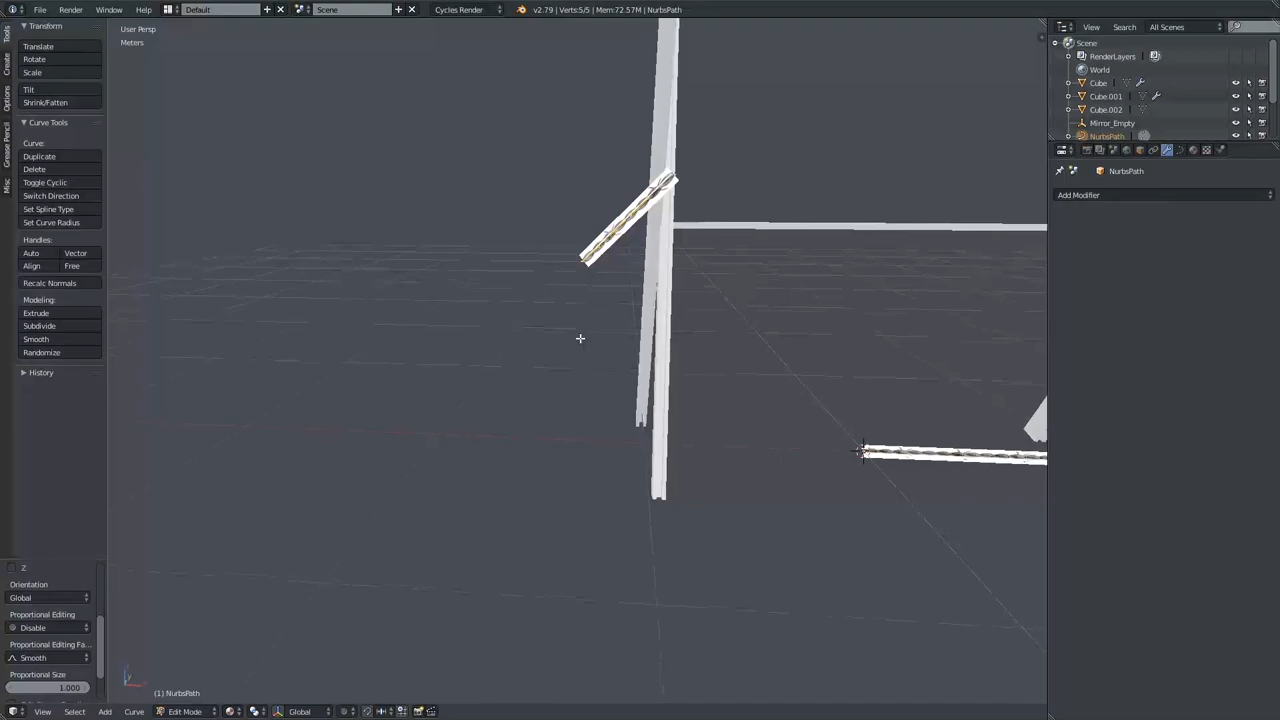 File Render Window Help Default Scene Cycles Render v2.79 | Verts:5/5 | Mem:72.57M | NurbsPath
Transform
Translate
Rotate
Scale
Tilt
Shrink/Fatten
Curve Tools
Curve:
Duplicate
Delete
Toggle Cyclic
Switch Direction
Set Spline Type
Set Curve Radius
Handles:
Auto Vector
Align Free
Recalc Normals
Modeling:
Extrude
Subdivide
Smooth
Randomize
History
Z
Orientation
Global
Proportional Editing
Disable
Proportional Editing Fa...
Smooth
Proportional Size
1.000
Tools
Create
Options
Grease Pencil
Misc
User Persp
Meters
(1) NurbsPath
View Select Add Curve Edit Mode Global
View Search All Scenes
Scene
RenderLayers
World
Cube
Cube.001
Cube.002
Mirror_Empty
NurbsPath
NurbsPath
Add Modifier